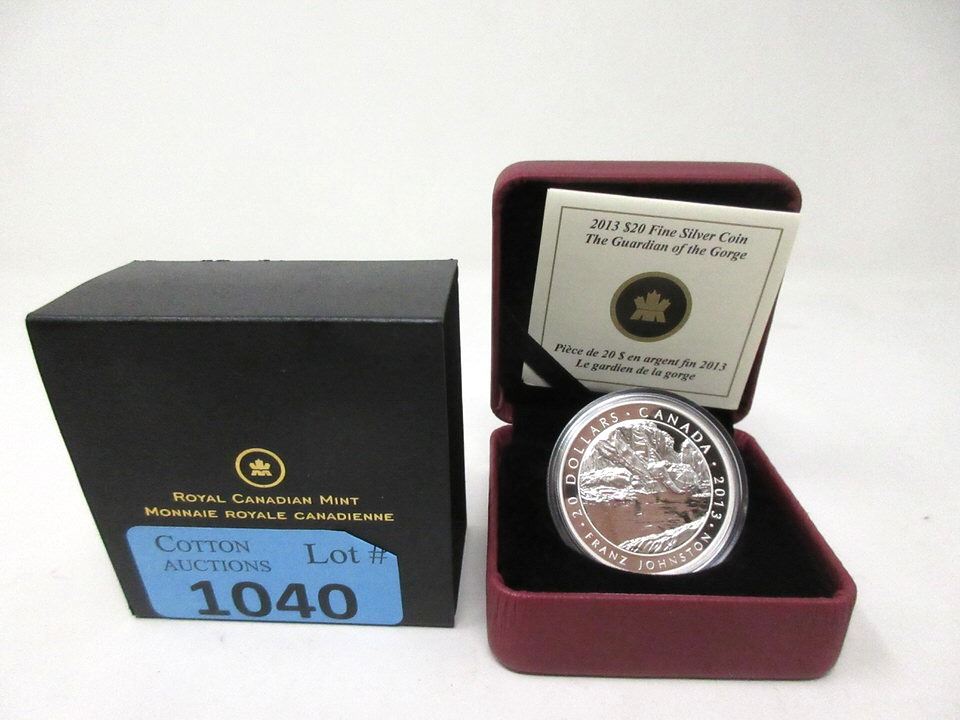 ROYAL CANADIAN MINT
MONNAIE ROYALE CANADIENNE
COTTON AUCTIONS
Lot #
1040
2013 $20 Fine Silver Coin
The Guardian of the Gorge
Pièce de 20 $ en argent fin 2013
Le gardien de la gorge
20 DOLLARS · CANADA · 2013 ·
FRANZ JOHNSTON